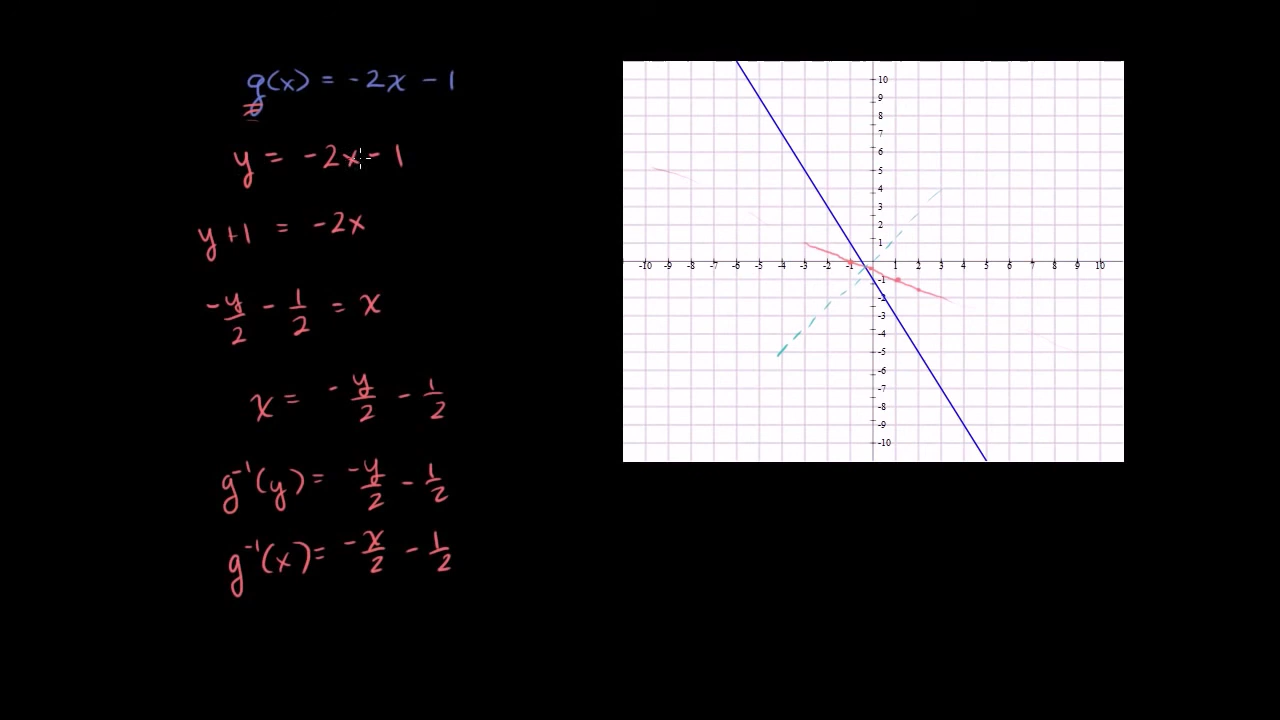 g(x) = -2x - 1
y = -2x - 1
y + 1 = -2x
-y/2 - 1/2 = x
x = -y/2 - 1/2
g⁻¹(y) = -y/2 - 1/2
g⁻¹(x) = -x/2 - 1/2
10
9
8
7
6
5
4
3
2
1
-10 -9 -8 -7 -6 -5 -4 -3 -2 -1 1 2 3 4 5 6 7 8 9 10
-1
-2
-3
-4
-5
-6
-7
-8
-9
-10